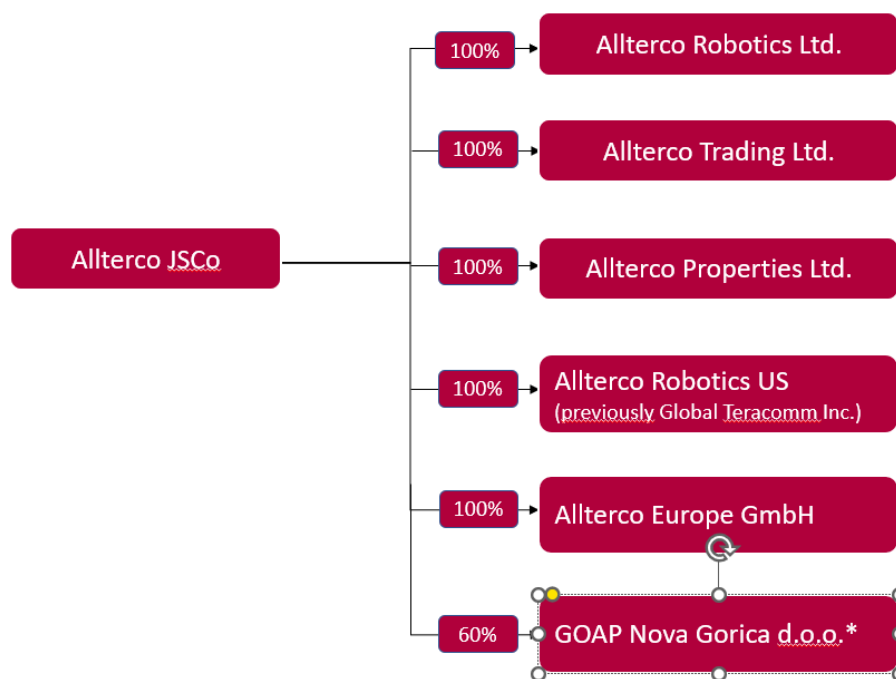 100%
Allterco Robotics Ltd.
100%
Allterco Trading Ltd.
Allterco JSCo
100%
Allterco Properties Ltd.
100%
Allterco Robotics US
(previously Global Teracomm Inc.)
100%
Allterco Europe GmbH
60%
GOAP Nova Gorica d.o.o.*